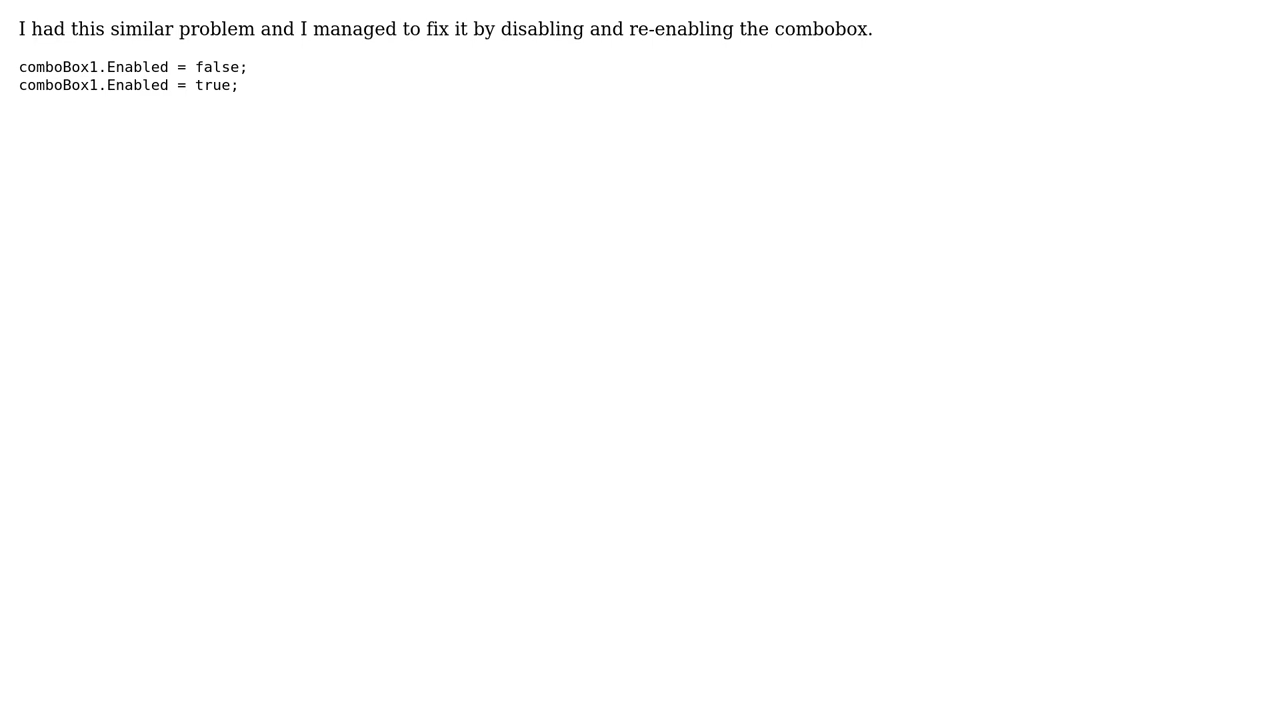 I had this similar problem and I managed to fix it by disabling and re-enabling the combobox.
comboBox1.Enabled = false;
comboBox1.Enabled = true;